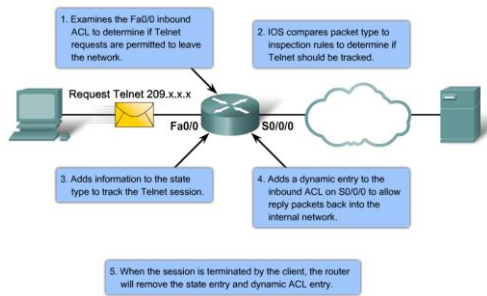 1. Examines the Fa0/0 inbound
ACL to determine if Telnet
requests are permitted to leave
the network.
2. IOS compares packet type to
inspection rules to determine if
Telnet should be tracked.
Request Telnet 209.x.x.x
Fa0/0
S0/0/0
3. Adds information to the state
type to track the Telnet session.
4. Adds a dynamic entry to the
inbound ACL on S0/0/0 to allow
reply packets back into the
internal network.
5. When the session is terminated by the client, the router
will remove the state entry and dynamic ACL entry.